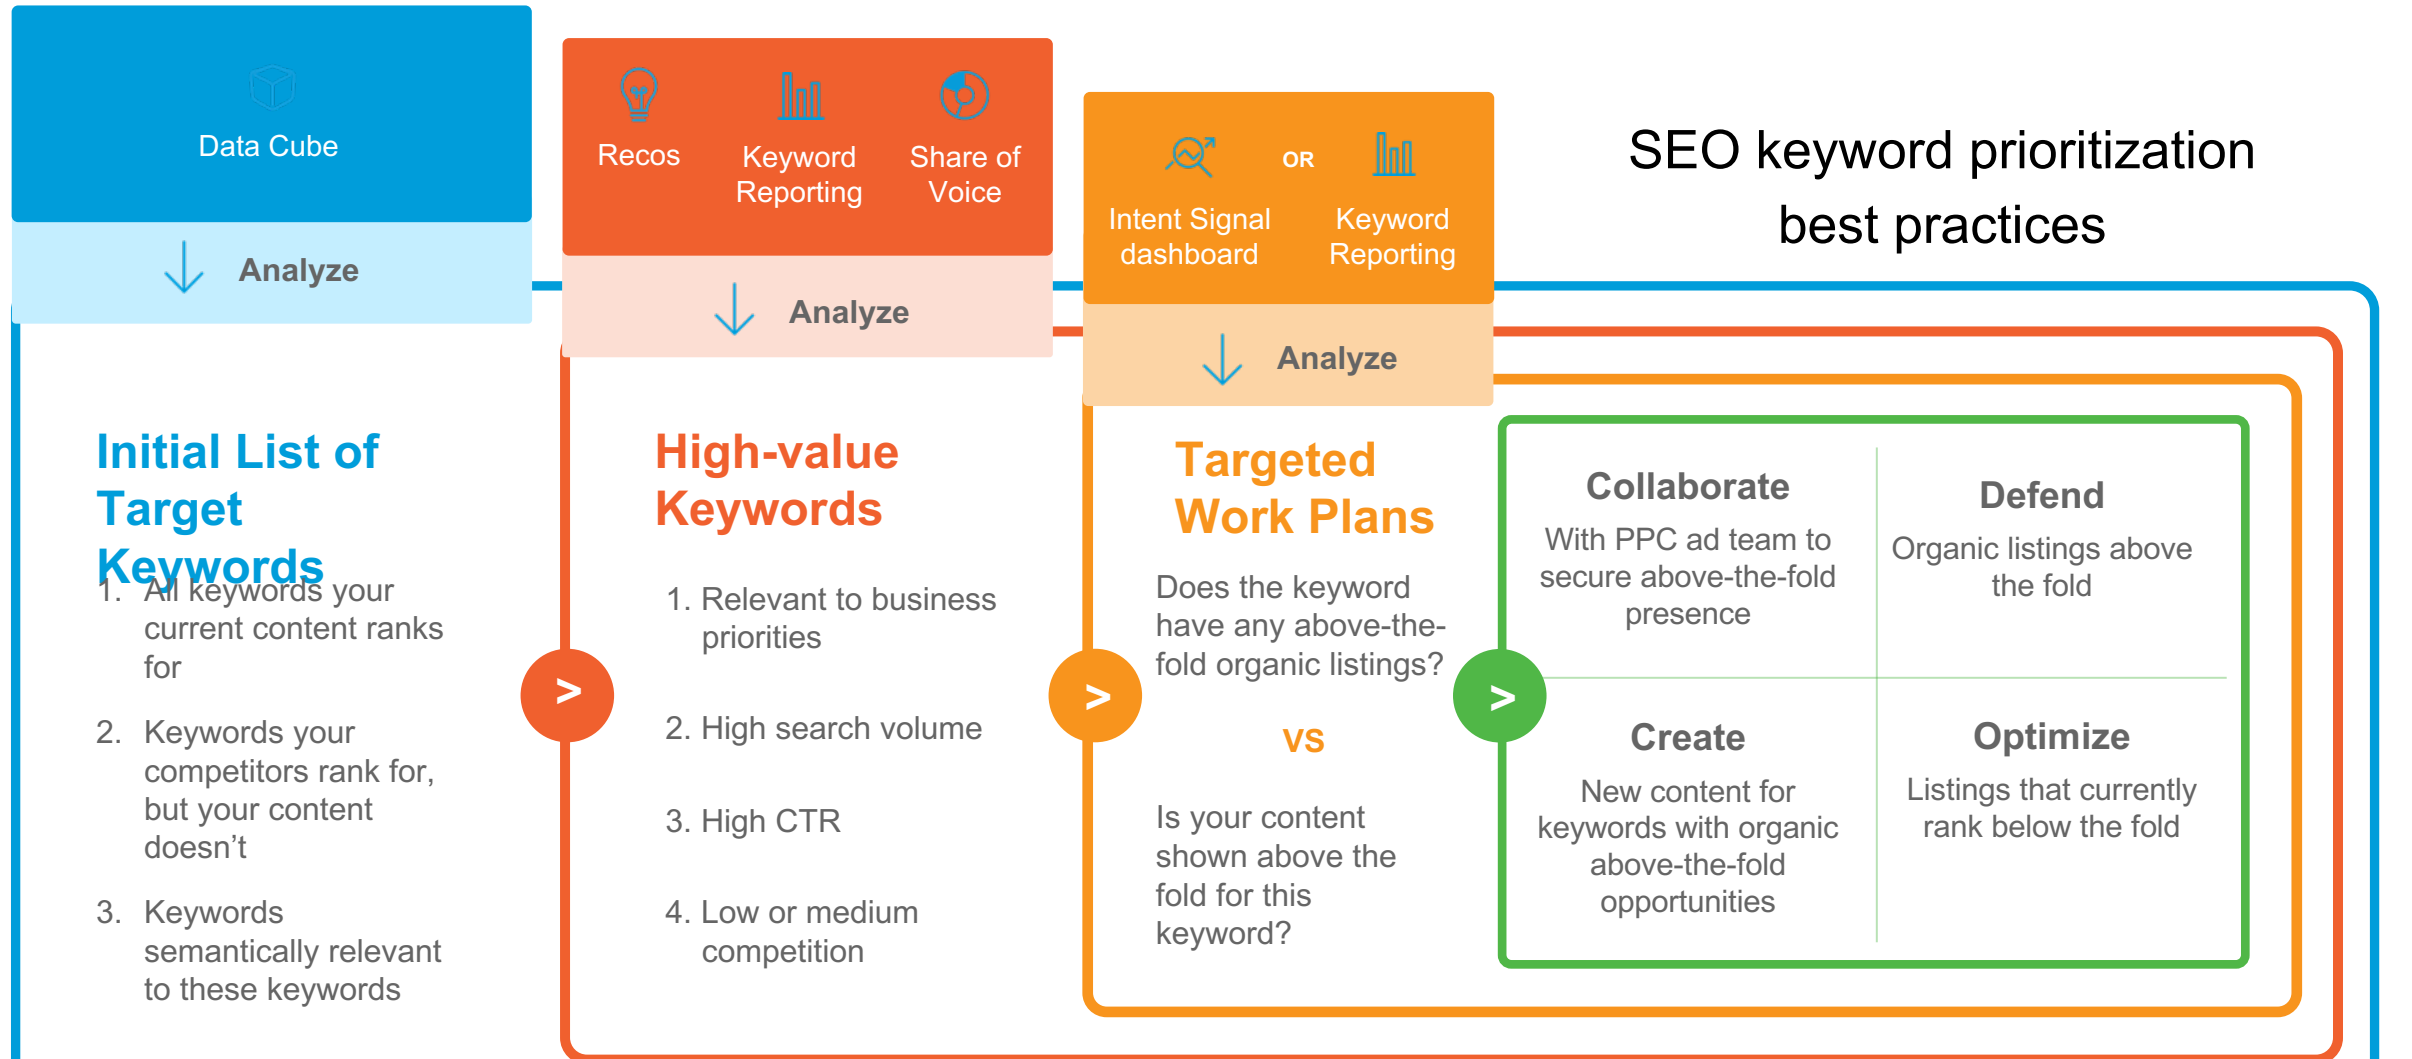 Data Cube
Analyze
Initial List of
Target
Keywords
1. All keywords your
current content ranks
for
2. Keywords your
competitors rank for,
but your content
doesn’t
3. Keywords
semantically relevant
to these keywords
Recos
Keyword
Reporting
Share of
Voice
Analyze
>
High-value
Keywords
1. Relevant to business
priorities
2. High search volume
3. High CTR
4. Low or medium
competition
Intent Signal
dashboard
OR
Keyword
Reporting
Analyze
>
Targeted
Work Plans
Does the keyword
have any above-the-
fold organic listings?
VS
Is your content
shown above the
fold for this
keyword?
SEO keyword prioritization
best practices
>
Collaborate
With PPC ad team to
secure above-the-fold
presence
Defend
Organic listings above
the fold
Create
New content for
keywords with organic
above-the-fold
opportunities
Optimize
Listings that currently
rank below the fold